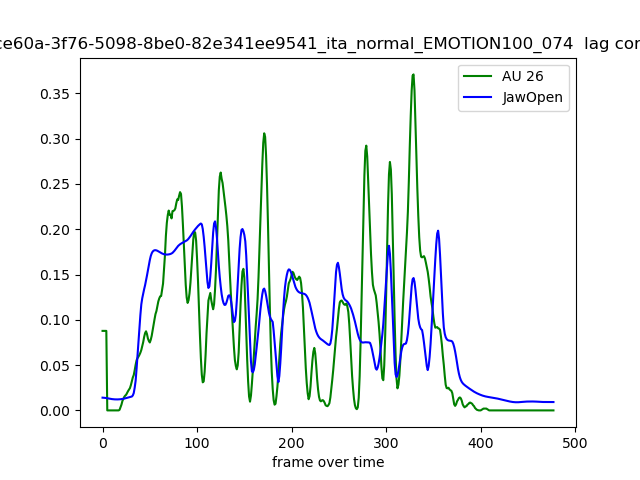 ce60a-3f76-5098-8be0-82e341ee9541_ita_normal_EMOTION100_074 lag cor
AU 26
JawOpen
0.35
0.30
0.25
0.20
0.15
0.10
0.05
0.00
0 100 200 300 400 500
frame over time